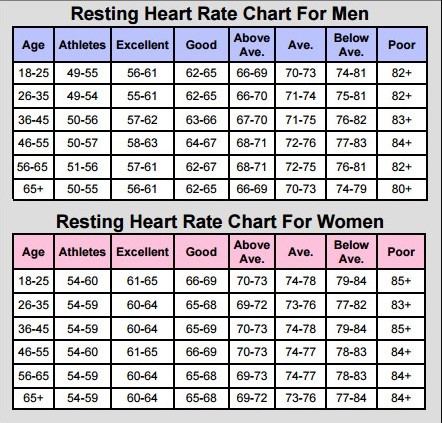 Resting Heart Rate Chart For Men
Age Athletes Excellent Good Above Ave. Ave. Below Ave. Poor
18-25 49-55 56-61 62-65 66-69 70-73 74-81 82+
26-35 49-54 55-61 62-65 66-70 71-74 75-81 82+
36-45 50-56 57-62 63-66 67-70 71-75 76-82 83+
46-55 50-57 58-63 64-67 68-71 72-76 77-83 84+
56-65 51-56 57-61 62-67 68-71 72-75 76-81 82+
65+ 50-55 56-61 62-65 66-69 70-73 74-79 80+
Resting Heart Rate Chart For Women
Age Athletes Excellent Good Above Ave. Ave. Below Ave. Poor
18-25 54-60 61-65 66-69 70-73 74-78 79-84 85+
26-35 54-59 60-64 65-68 69-72 73-76 77-82 83+
36-45 54-59 60-64 65-69 70-73 74-78 79-84 85+
46-55 54-60 61-65 66-69 70-73 74-77 78-83 84+
56-65 54-59 60-64 65-68 69-73 74-77 78-83 84+
65+ 54-59 60-64 65-68 69-72 73-76 77-84 84+